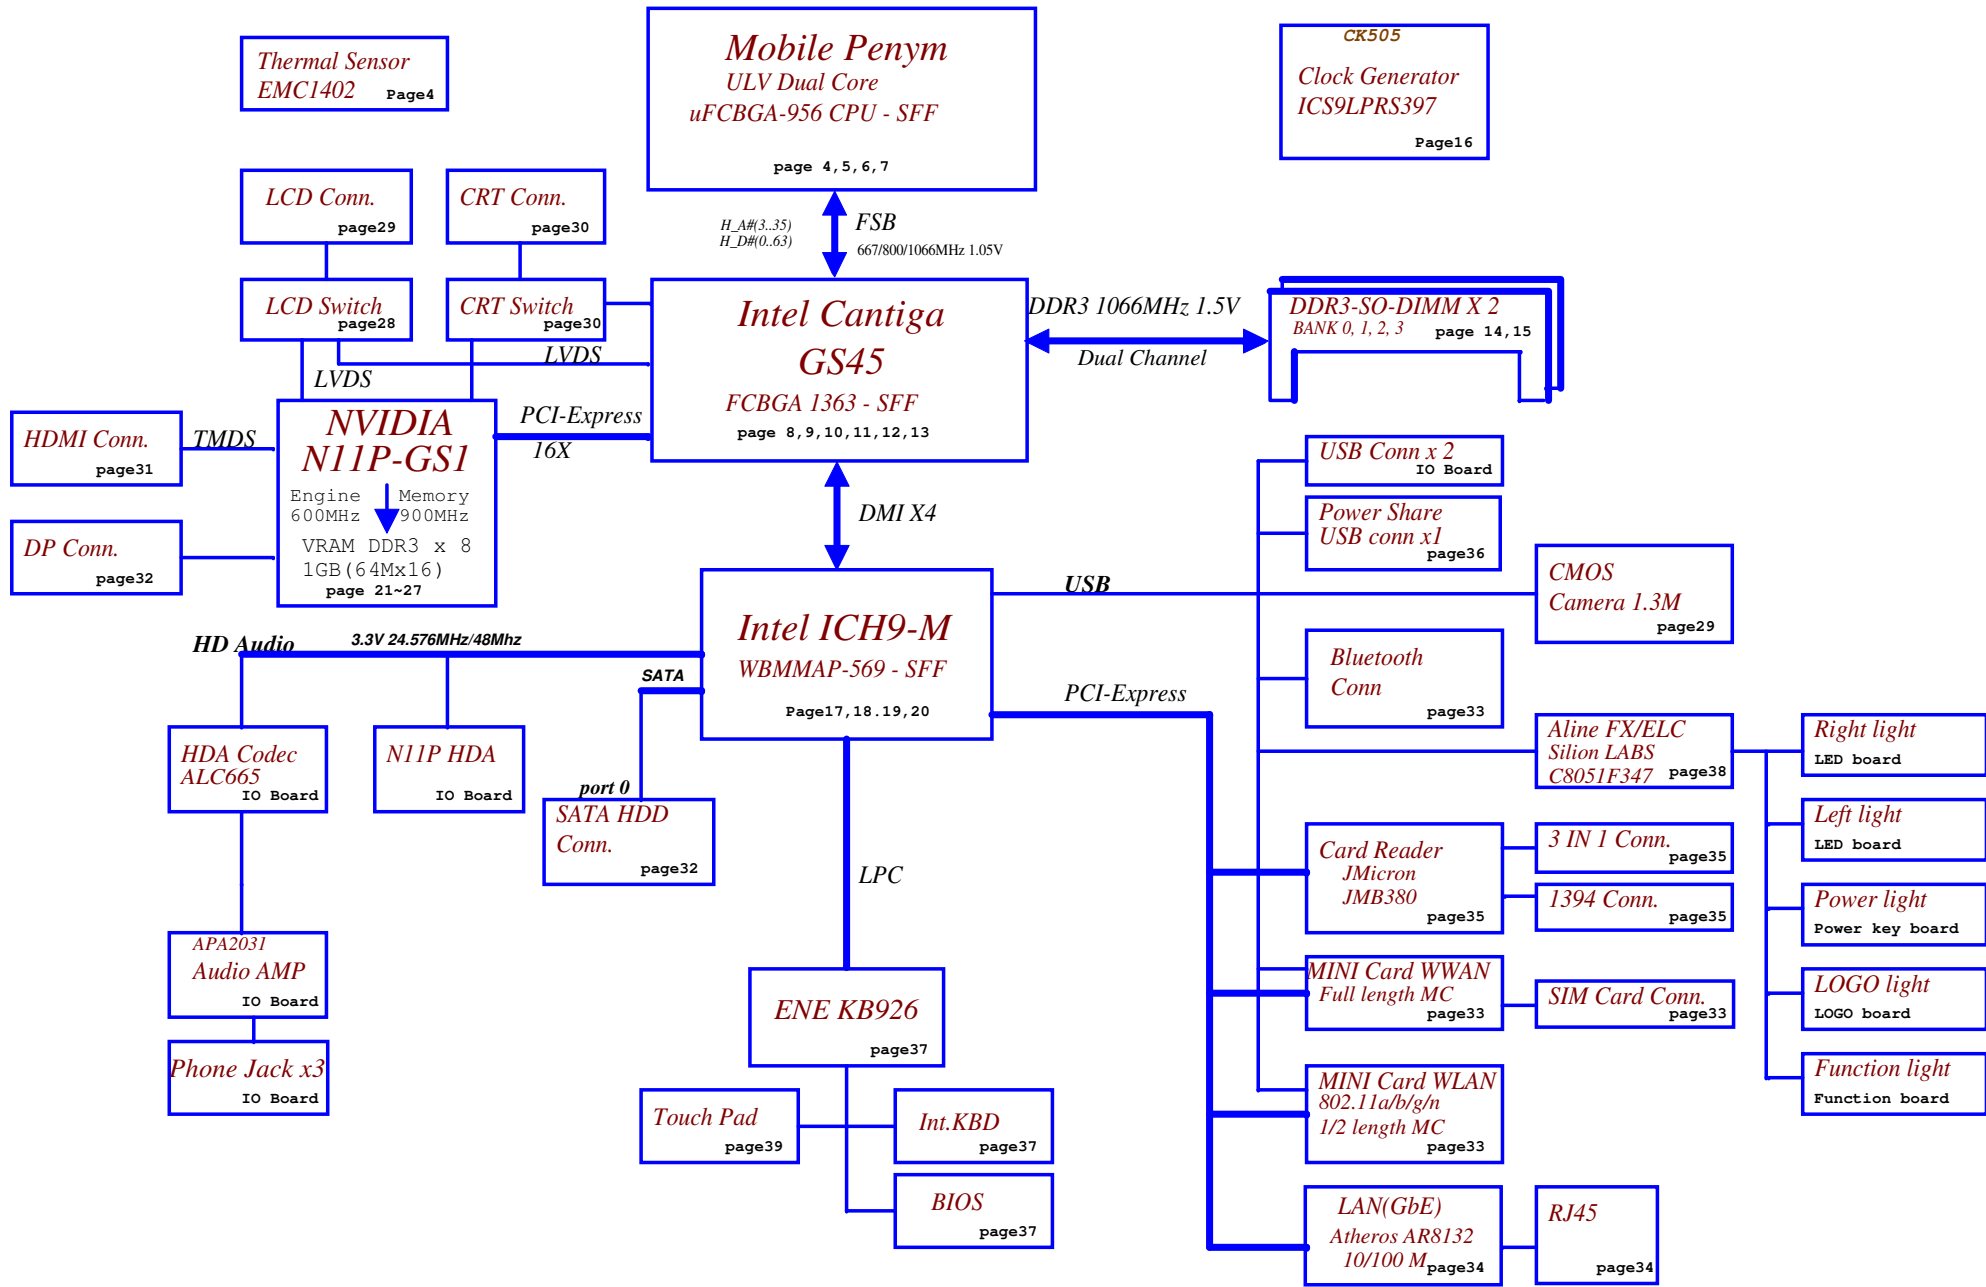 Thermal Sensor
EMC1402 Page4
Mobile Penym
ULV Dual Core
uFCBGA-956 CPU - SFF
page 4,5,6,7
CK505
Clock Generator
ICS9LPRS397
Page16
LCD Conn.
page29
CRT Conn.
page30
H_A#(3..35)
H_D#(0..63)
FSB
667/800/1066MHz 1.05V
LCD Switch
page28
CRT Switch
page30
LVDS
LVDS
Intel Cantiga
GS45
FCBGA 1363 - SFF
page 8,9,10,11,12,13
DDR3 1066MHz 1.5V
Dual Channel
DDR3-SO-DIMM X 2
BANK 0, 1, 2, 3 page 14,15
HDMI Conn.
page31
TMDS
DP Conn.
page32
NVIDIA
N11P-GS1
Engine Memory
600MHz 900MHz
VRAM DDR3 x 8
1GB(64Mx16)
page 21~27
PCI-Express
16X
DMI X4
USB Conn x 2
IO Board
Power Share
USB conn x1
page36
CMOS
Camera 1.3M
page29
USB
Intel ICH9-M
WBMMAP-569 - SFF
Page17,18.19,20
HD Audio
3.3V 24.576MHz/48Mhz
SATA
PCI-Express
Bluetooth
Conn
page33
HDA Codec
ALC665
IO Board
N11P HDA
IO Board
port 0
SATA HDD
Conn.
page32
Aline FX/ELC
Silion LABS
C8051F347 page38
Right light
LED board
Left light
LED board
Power light
Power key board
LOGO light
LOGO board
Function light
Function board
LPC
Card Reader
JMicron
JMB380
page35
3 IN 1 Conn.
page35
1394 Conn.
page35
APA2031
Audio AMP
IO Board
Phone Jack x3
IO Board
ENE KB926
page37
MINI Card WWAN
Full length MC
page33
SIM Card Conn.
page33
Touch Pad
page39
Int.KBD
page37
BIOS
page37
MINI Card WLAN
802.11a/b/g/n
1/2 length MC
page33
LAN(GbE)
Atheros AR8132
10/100 M page34
RJ45
page34